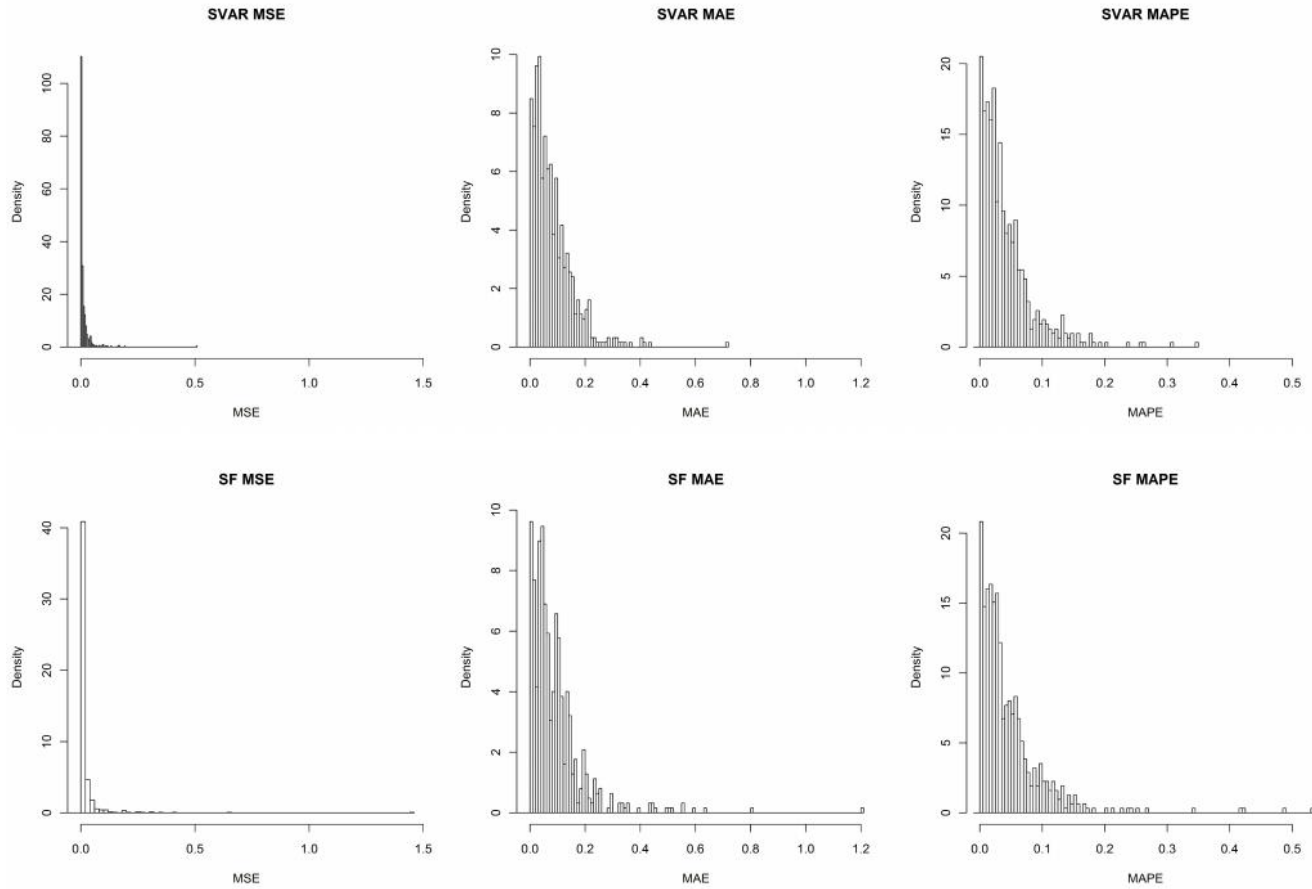 SVAR MSE
Density
0 20 40 60 80 100
0.0 0.5 1.0 1.5
MSE
SVAR MAE
Density
0 2 4 6 8 10
0.0 0.2 0.4 0.6 0.8 1.0 1.2
MAE
SVAR MAPE
Density
0 5 10 15 20
0.0 0.1 0.2 0.3 0.4 0.5
MAPE
SF MSE
Density
0 10 20 30 40
0.0 0.5 1.0 1.5
MSE
SF MAE
Density
0 2 4 6 8 10
0.0 0.2 0.4 0.6 0.8 1.0 1.2
MAE
SF MAPE
Density
0 5 10 15 20
0.0 0.1 0.2 0.3 0.4 0.5
MAPE